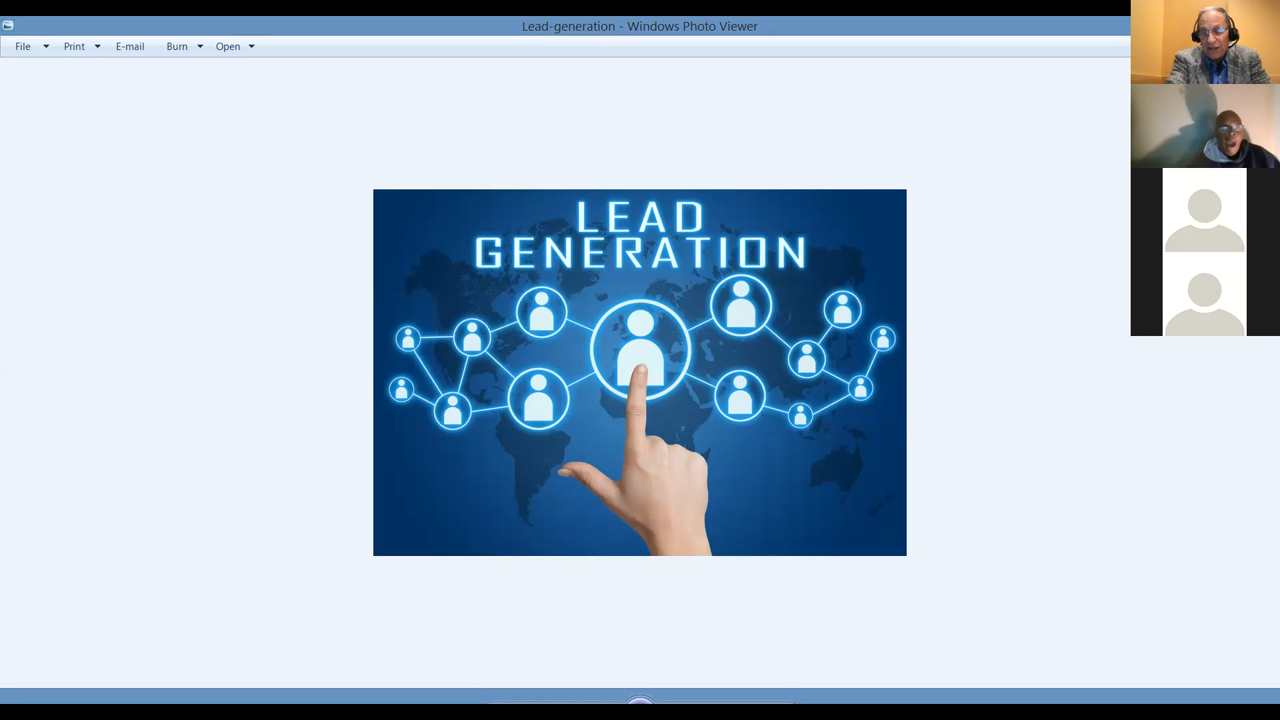 Lead-generation - Windows Photo Viewer
File Print E-mail Burn Open
LEAD
GENERATION